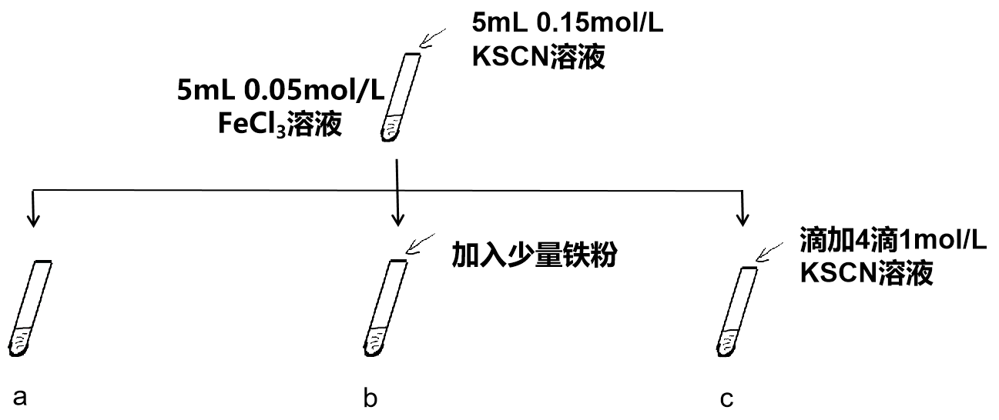 5mL 0.15mol/L
KSCN溶液
5mL 0.05mol/L
FeCl₃溶液
加入少量铁粉
滴加4滴1mol/L
KSCN溶液
a
b
c